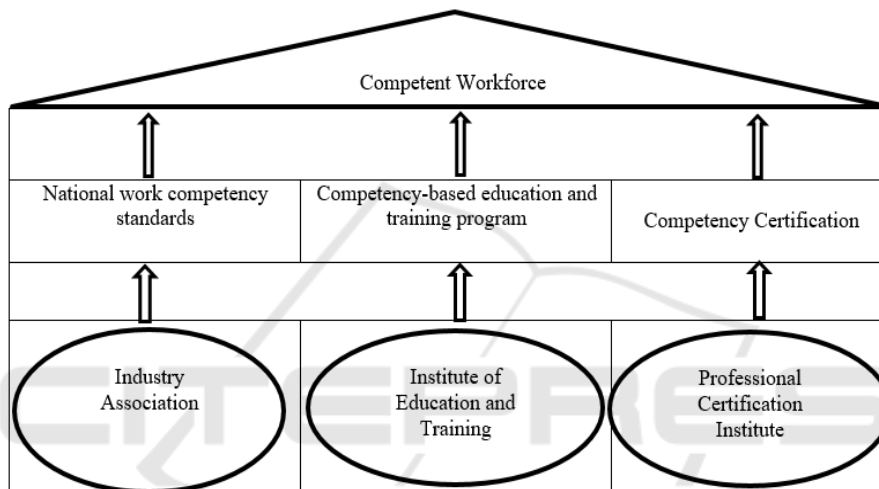 Competent Workforce
National work competency
standards
Competency-based education and
training program
Competency Certification
Industry
Association
Institute of
Education and
Training
Professional
Certification
Institute